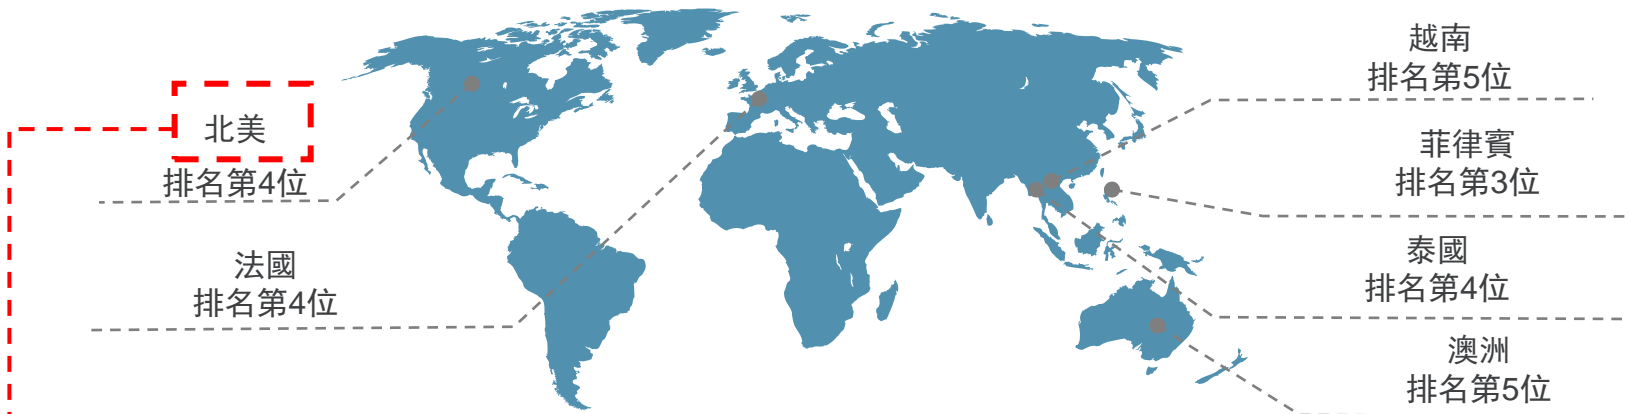 北美
排名第4位
法國
排名第4位
越南
排名第5位
菲律賓
排名第3位
泰國
排名第4位
澳洲
排名第5位